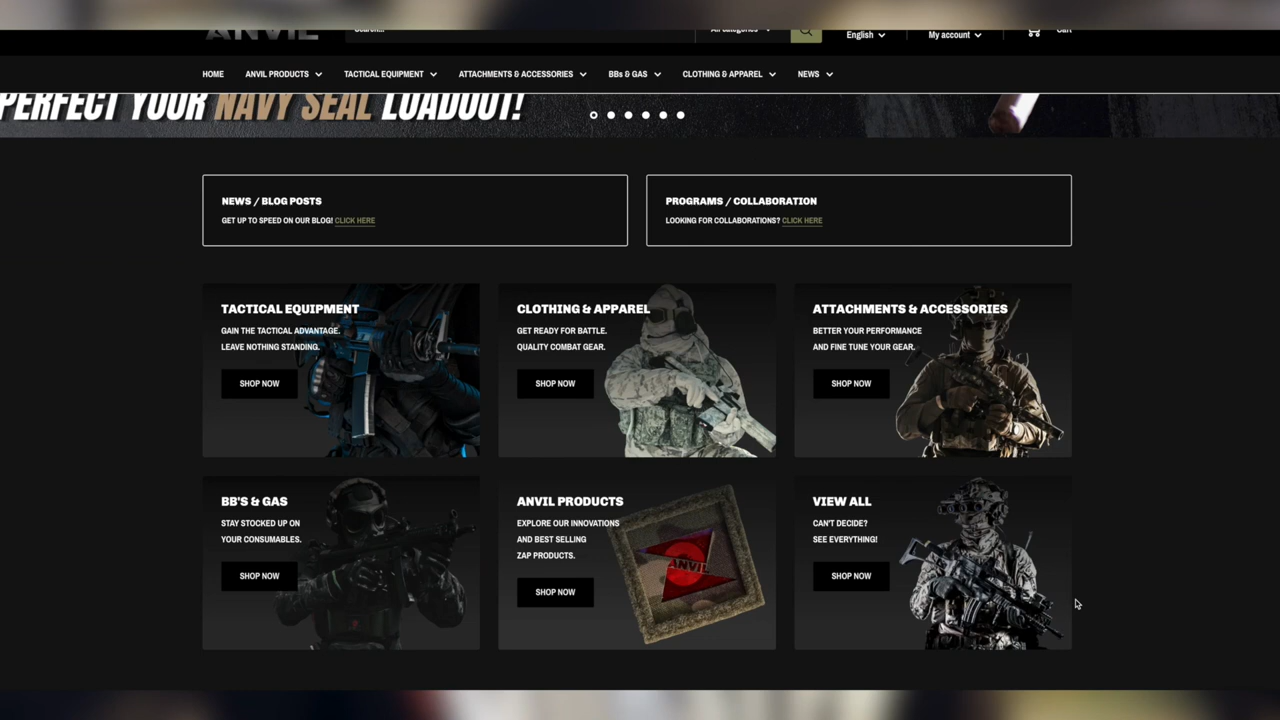 ANVIL
Search...
All categories
English
My account
Cart
HOME
ANVIL PRODUCTS
TACTICAL EQUIPMENT
ATTACHMENTS & ACCESSORIES
BBs & GAS
CLOTHING & APPAREL
NEWS
PERFECT YOUR NAVY SEAL LOADOUT!
NEWS / BLOG POSTS
GET UP TO SPEED ON OUR BLOG! CLICK HERE
PROGRAMS / COLLABORATION
LOOKING FOR COLLABORATIONS? CLICK HERE
TACTICAL EQUIPMENT
GAIN THE TACTICAL ADVANTAGE.
LEAVE NOTHING STANDING.
SHOP NOW
CLOTHING & APPAREL
GET READY FOR BATTLE.
QUALITY COMBAT GEAR.
SHOP NOW
ATTACHMENTS & ACCESSORIES
BETTER YOUR PERFORMANCE
AND FINE TUNE YOUR GEAR.
SHOP NOW
BB'S & GAS
STAY STOCKED UP ON
YOUR CONSUMABLES.
SHOP NOW
ANVIL PRODUCTS
EXPLORE OUR INNOVATIONS
AND BEST SELLING
ZAP PRODUCTS.
SHOP NOW
ANVIL
VIEW ALL
CAN'T DECIDE?
SEE EVERYTHING!
SHOP NOW